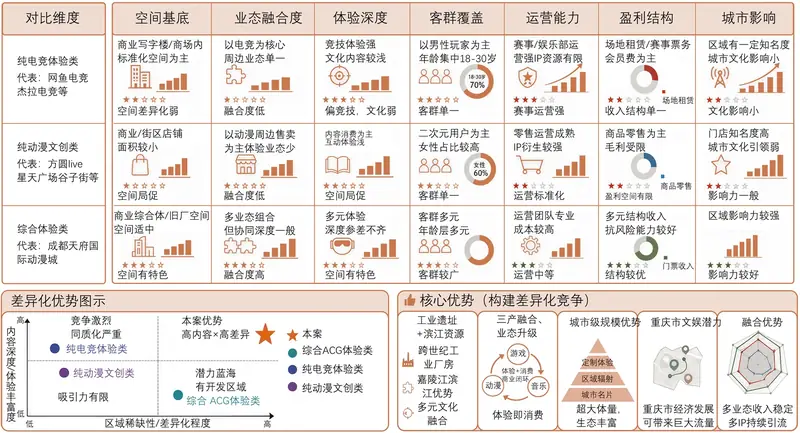 对比维度
空间基底
业态融合度
体验深度
客群覆盖
运营能力
盈利结构
城市影响
纯电竞体验类
代表：网鱼电竞
杰拉电竞等
商业写字楼/商场内
标准化空间为主
★★☆☆☆☆
空间差异化弱
以电竞为核心
周边业态单一
★★☆☆☆☆
融合度低
竞技体验强
文化内容较浅
偏竞技，文化弱
以男性玩家为主
年龄集中18-30岁
18-30岁
70%
客群单一
赛事/娱乐部运
营强IP资源有限
赛事运营强
场地租赁/赛事票务
会员费为主
场地租赁
收入结构单一
区域有一定知名度
城市文化影响小
文化影响小
纯动漫文创类
代表：方圆live
星天广场谷子街等
商业/街区店铺
面积较小
空间局促
以动漫周边售卖
为主体验业态少
融合度低
内容消费为主
互动体验浅
空间局促
二次元用户为主
女性占比较高
女性
60%
客群单一
零售运营成熟
IP衍生较强
运营标准化
商品零售为主
毛利受限
商品零售
盈利空间有限
门店知名度高
城市文化引领弱
影响力一般
综合体验类
代表：成都天府国
际动漫城
商业综合体/旧厂空间
空间适中
空间有特色
多业态组合
但协同深度一般
融合度高
多元体验
深度参差不齐
空间有特色
客群多元
年龄层多元
客群较广
运营团队专业
成本较高
运营中等
多元结构收入
抗风险能力较好
门票收入
结构较优
区域影响力较强
影响力较好
差异化优势图示
高
内容深度/体验丰富度
低
竞争激烈
同质化严重
纯电竞体验类
本案优势
高内容×高差异
纯动漫文创类
吸引力有限
潜力蓝海
有开发区域
综合 ACG体验类
低
区域稀缺性/差异化程度
高
本案
综合ACG体验类
纯电竞体验类
纯动漫文创类
核心优势（构建差异化竞争）
工业遗址
+滨江资源
跨世纪工
业厂房
嘉陵江滨
江优势
多元文化
融合
三产融合、
业态升级
游戏
体验+消费
商业闭环
动漫
音乐
体验即消费
城市级规模优势
定制体验
区域辐射
城市名片
超大体量，
生态丰富
重庆市文娱潜力
重庆市经济发展
可带来巨大流量
融合优势
多业态收入稳定
多IP持续引流